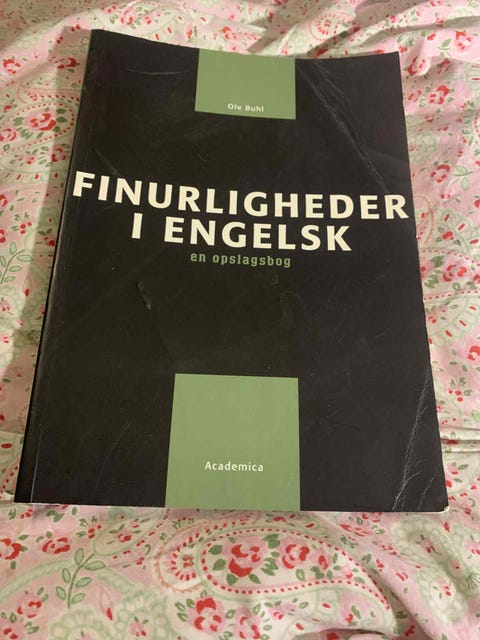 Ole Buhl
FINURLIGHEDER
I ENGELSK
en opslagsbog
Academica